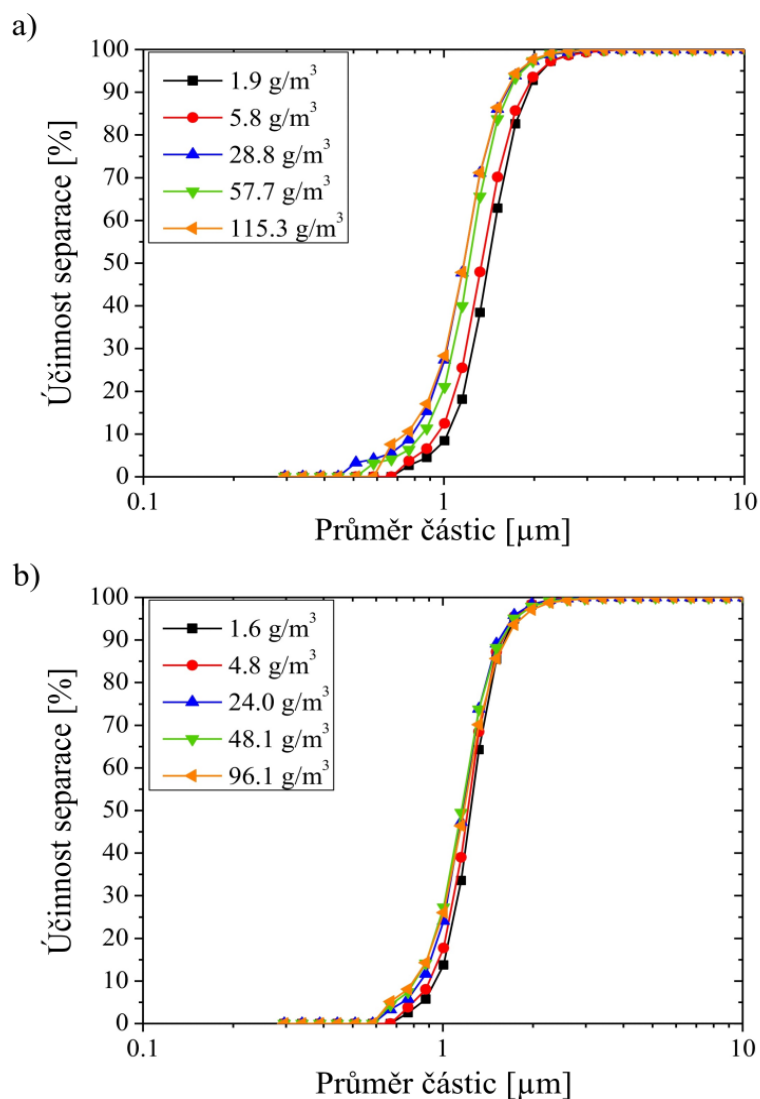 a)
100
90
80
70
60
50
40
30
20
10
0
Účinnost separace [%]
1.9 g/m³
5.8 g/m³
28.8 g/m³
57.7 g/m³
115.3 g/m³
0.1
1
10
Průměr částic [µm]
b)
100
90
80
70
60
50
40
30
20
10
0
Účinnost separace [%]
1.6 g/m³
4.8 g/m³
24.0 g/m³
48.1 g/m³
96.1 g/m³
0.1
1
10
Průměr částic [µm]